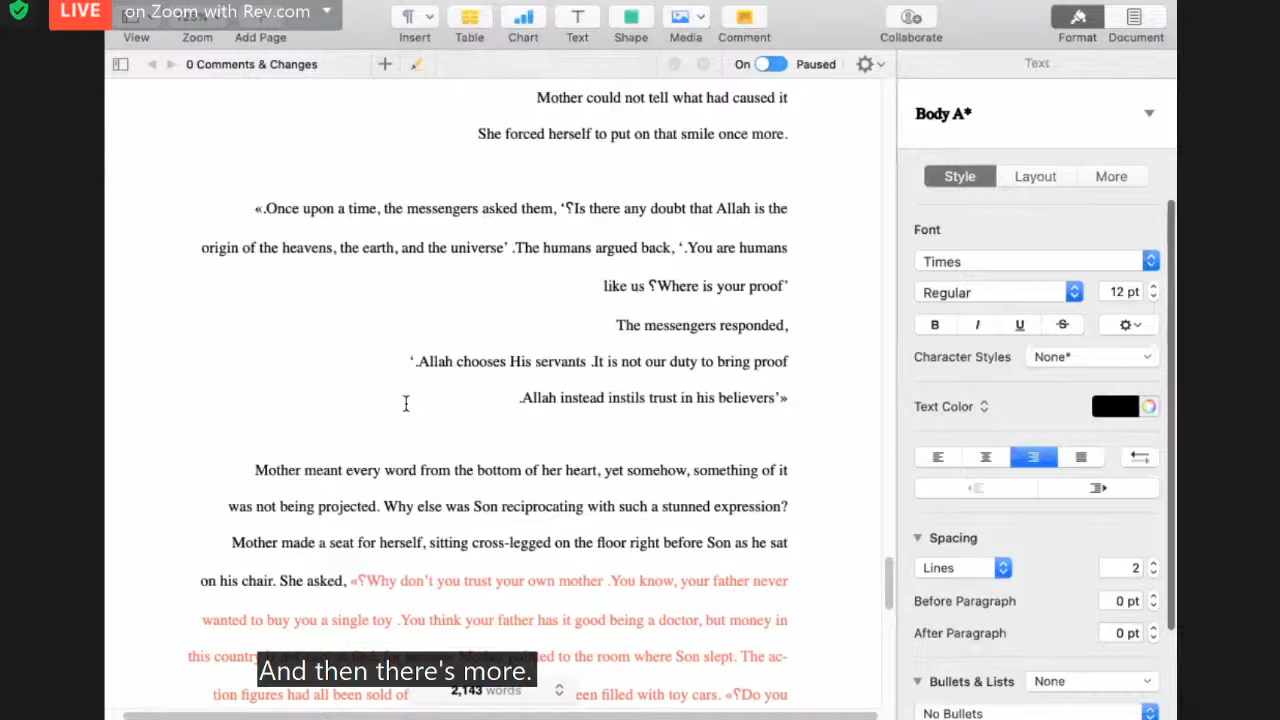 LIVE
on Zoom with Rev.com
View
Zoom
Add Page
Insert
Table
Chart
Text
Shape
Media
Comment
Collaborate
Format
Document
0 Comments & Changes
On
Paused
Text
Mother could not tell what had caused it
She forced herself to put on that smile once more.
«.Once upon a time, the messengers asked them, ‘؟Is there any doubt that Allah is the
origin of the heavens, the earth, and the universe’ .The humans argued back, ‘.You are humans
like us ؟Where is your proof’
The messengers responded,
‘.Allah chooses His servants .It is not our duty to bring proof
.Allah instead instils trust in his believers’»
Mother meant every word from the bottom of her heart, yet somehow, something of it
was not being projected. Why else was Son reciprocating with such a stunned expression?
Mother made a seat for herself, sitting cross-legged on the floor right before Son as he sat
on his chair. She asked, «؟Why don’t you trust your own mother .You know, your father never
wanted to buy you a single toy .You think your father has it good being a doctor, but money in
this country to the room where Son slept. The ac-
tion figures had all been sold of been filled with toy cars. «؟Do you
And then there's more.
2,143 words
Body A*
Style
Layout
More
Font
Times
Regular
12 pt
B I U S
Character Styles
None*
Text Color
Spacing
Lines
2
Before Paragraph
0 pt
After Paragraph
0 pt
Bullets & Lists
None
No Bullets